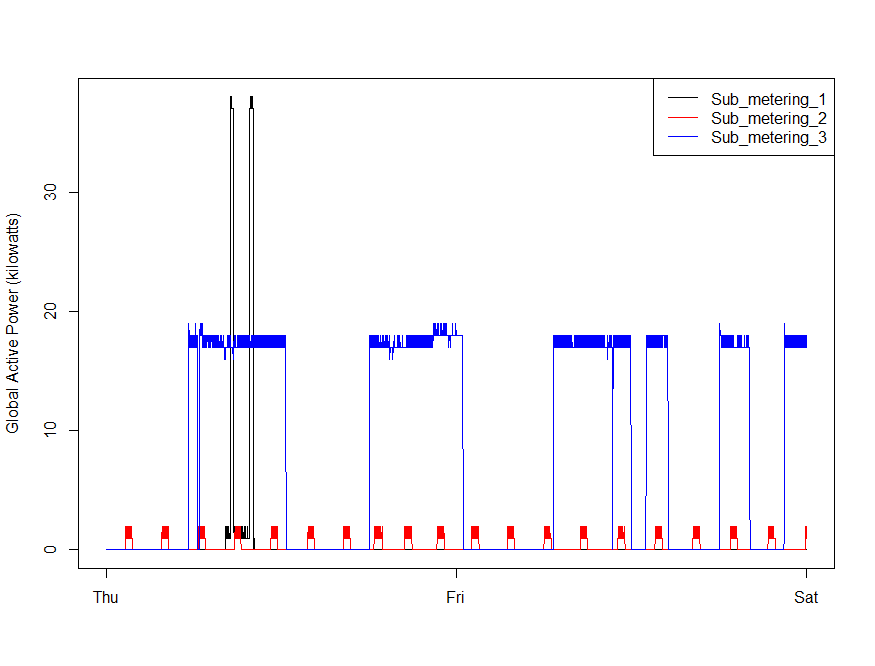 Sub_metering_1
Sub_metering_2
Sub_metering_3
Global Active Power (kilowatts)
30
20
10
0
Thu Fri Sat